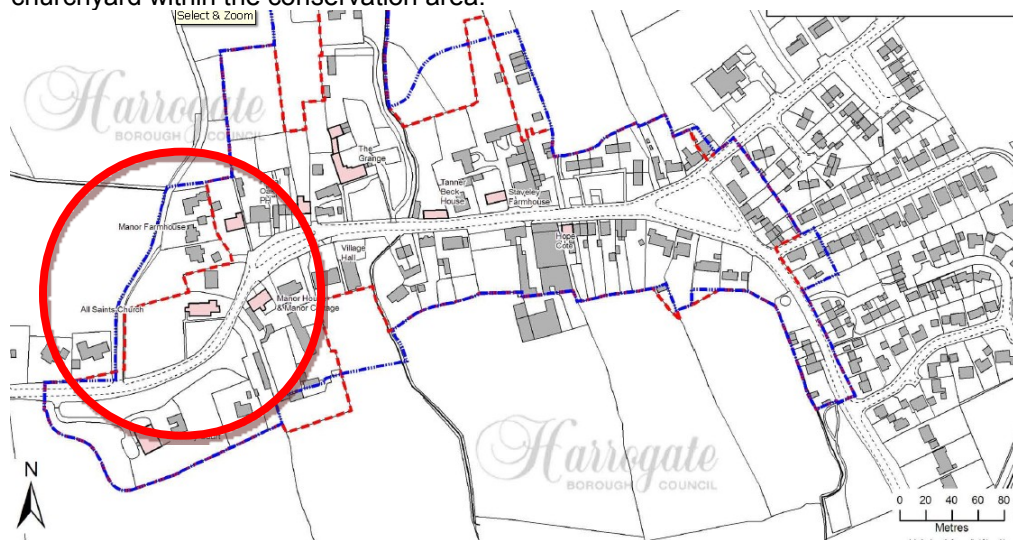 churchyard within the conservation area.
Select & Zoom
Harrogate
BOROUGH COUNCIL
The
Grange
Oak
PH
Tanner
Beck
House
Staveley
Farmhouse
Manor Farmhouse
Hope
Cote
Village
Hall
All Saints Church
Manor House
& Manor Cottage
Harrogate
BOROUGH COUNCIL
N
0 20 40 60 80
Metres